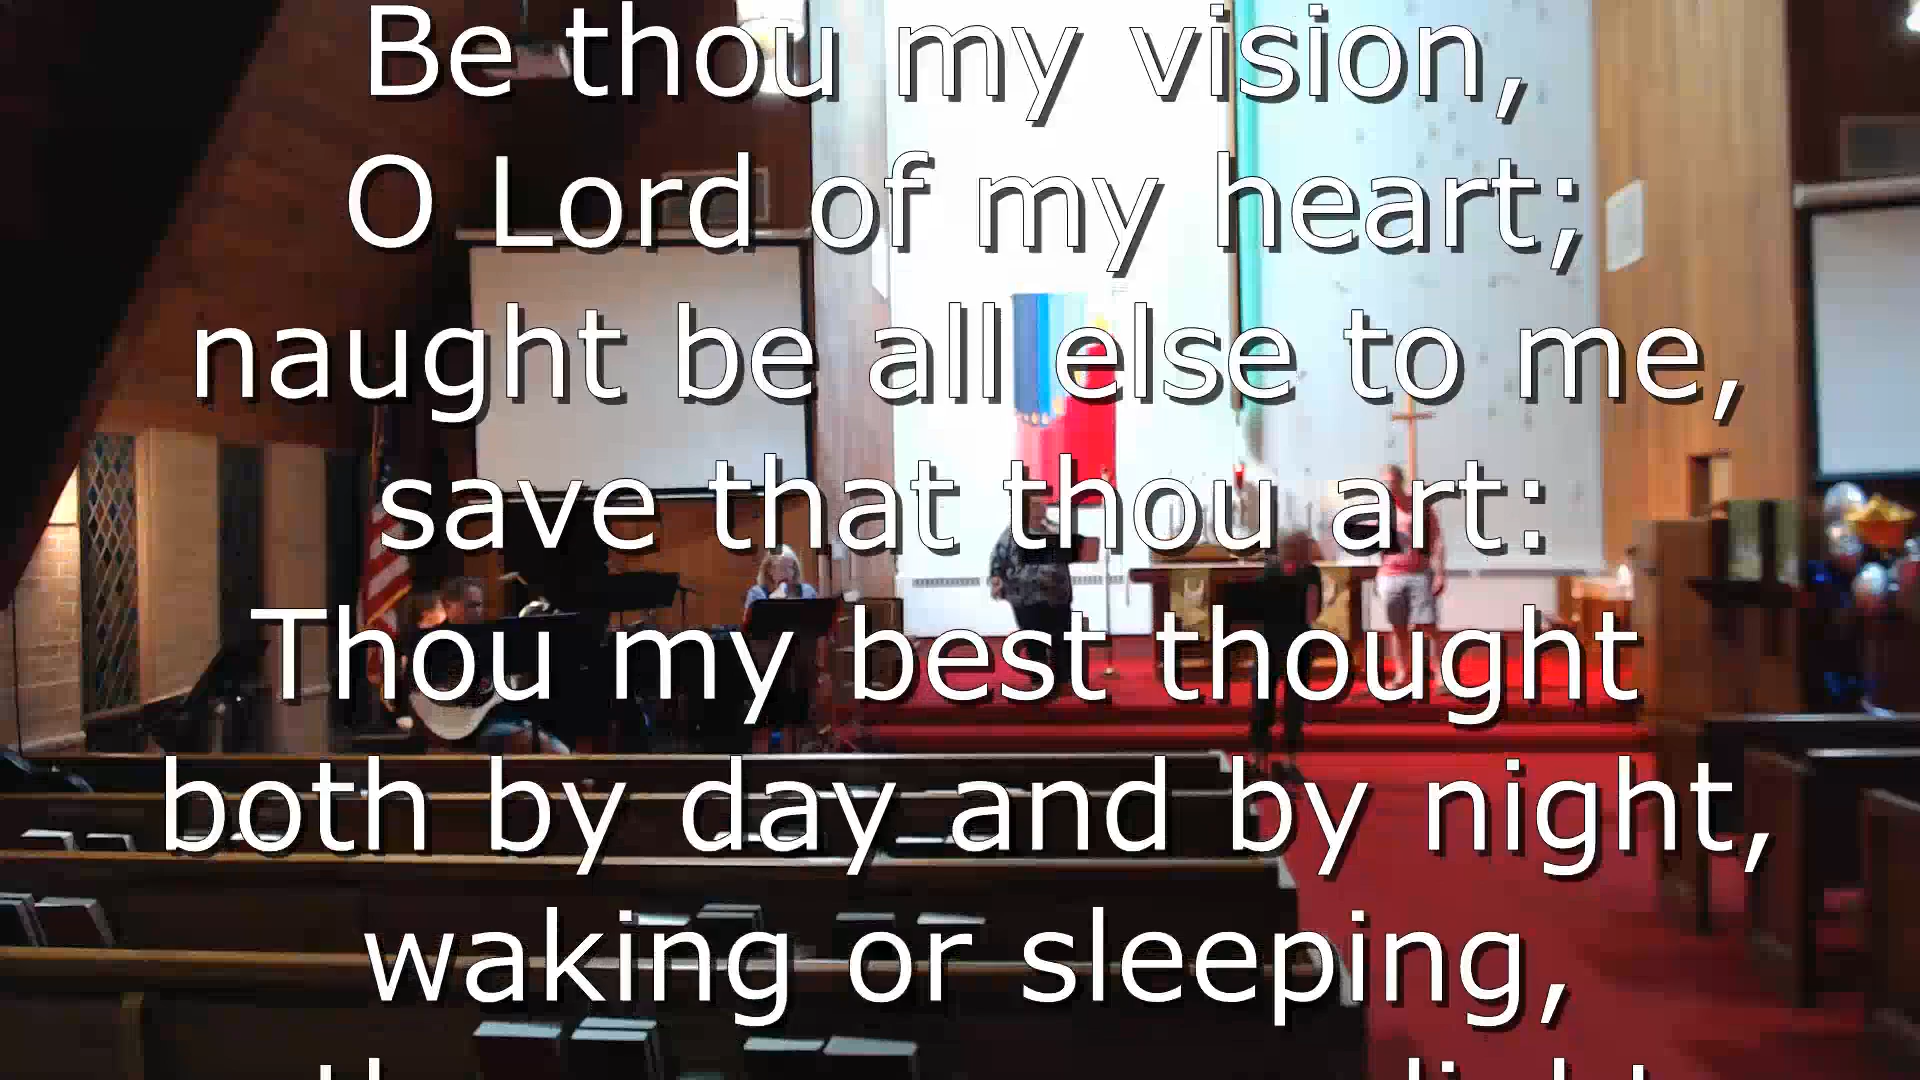 Be thou my vision,
O Lord of my heart;
naught be all else to me,
save that thou art:
Thou my best thought
both by day and by night,
waking or sleeping,